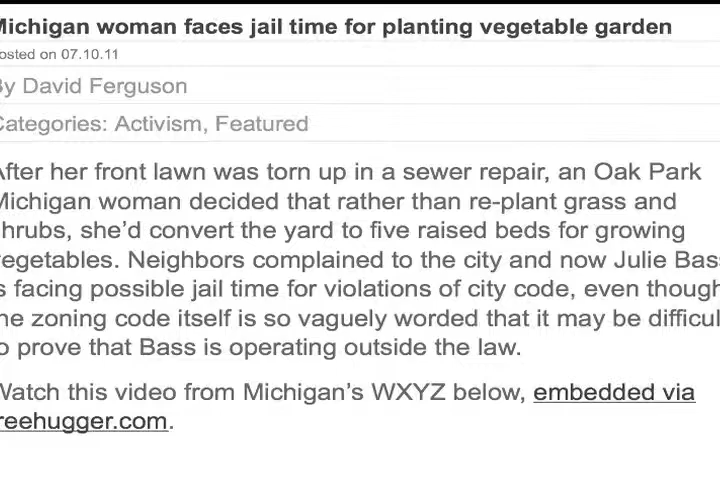 Michigan woman faces jail time for planting vegetable garden
osted on 07.10.11
By David Ferguson
Categories: Activism, Featured
After her front lawn was torn up in a sewer repair, an Oak Park
Michigan woman decided that rather than re-plant grass and
hrubs, she'd convert the yard to five raised beds for growing
egetables. Neighbors complained to the city and now Julie Bass
s facing possible jail time for violations of city code, even though
he zoning code itself is so vaguely worded that it may be difficul
o prove that Bass is operating outside the law.
Watch this video from Michigan's WXYZ below, embedded via
reehugger.com.